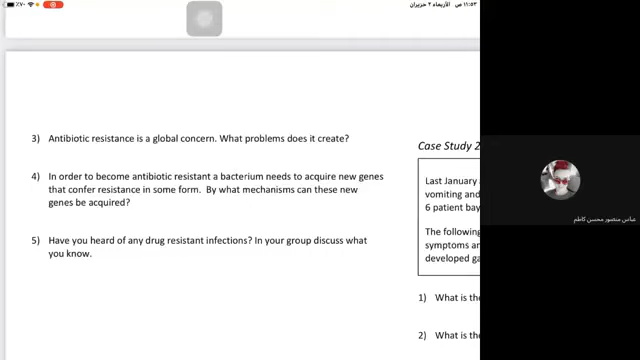 ٪٧٠
١١:٥٣ ص الأربعاء ٢ حزيران
3) Antibiotic resistance is a global concern. What problems does it create?
4) In order to become antibiotic resistant a bacterium needs to acquire new genes
that confer resistance in some form. By what mechanisms can these new
genes be acquired?
5) Have you heard of any drug resistant infections? In your group discuss what
you know.
Case Study 2
Last January
vomiting and
6 patient bay
The following
symptoms an
developed ga
1) What is the
2) What is the
عباس منصور محسن كاظم